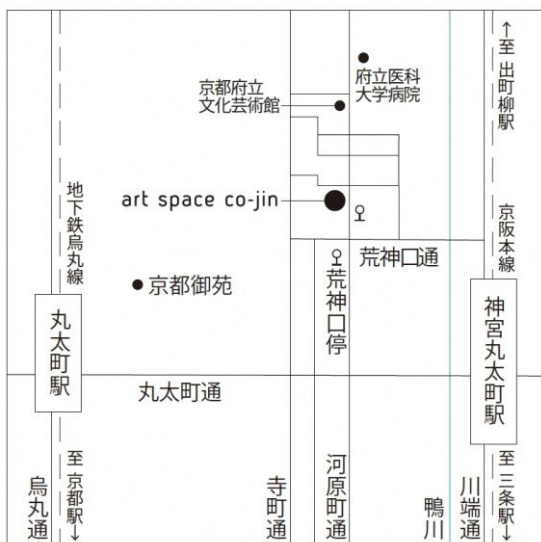 ↑至 出町柳駅
府立医科
大学病院
京都府立
文化芸術館
art space co-jin
地下鉄烏丸線
京阪本線
荒神口通
荒神口停
京都御苑
丸太町駅
神宮丸太町駅
丸太町通
烏丸通
至 京都駅↓
寺町通
河原町通
鴨川
川端通
至 三条駅↓